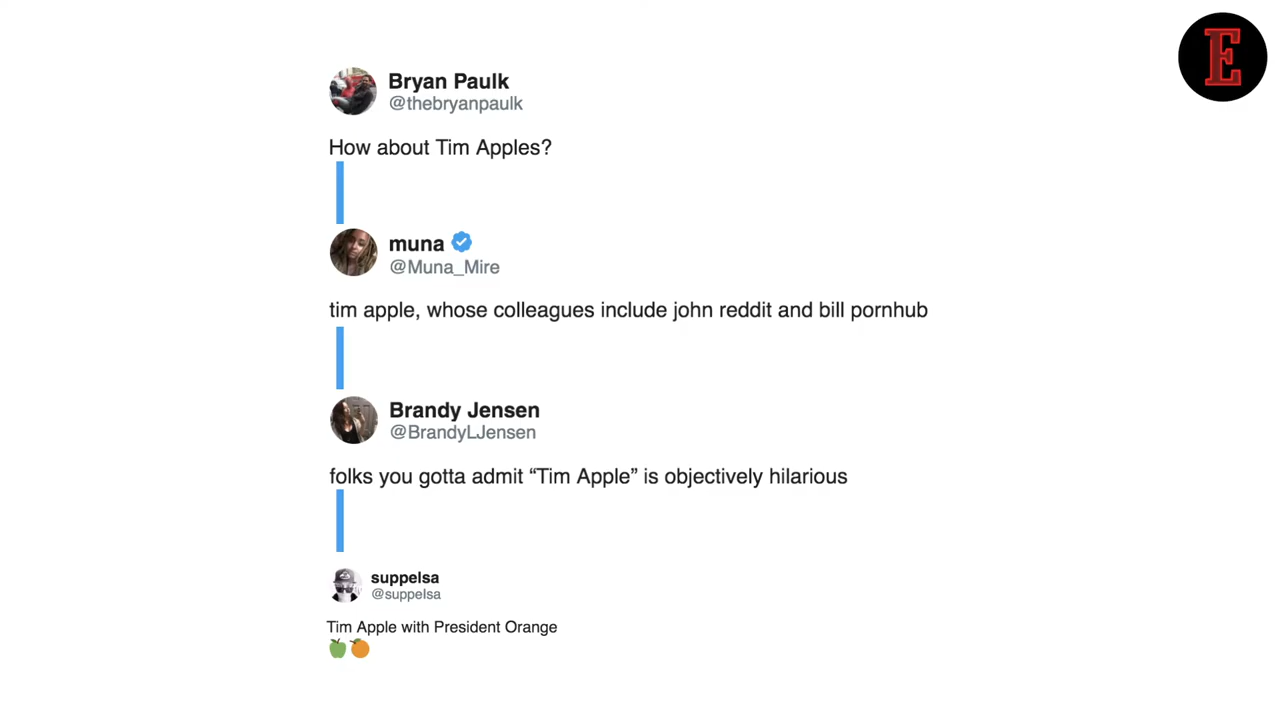 E
Bryan Paulk
@thebryanpaulk
How about Tim Apples?
muna
@Muna_Mire
tim apple, whose colleagues include john reddit and bill pornhub
Brandy Jensen
@BrandyLJensen
folks you gotta admit “Tim Apple” is objectively hilarious
suppelsa
@suppelsa
Tim Apple with President Orange
🍏🍊